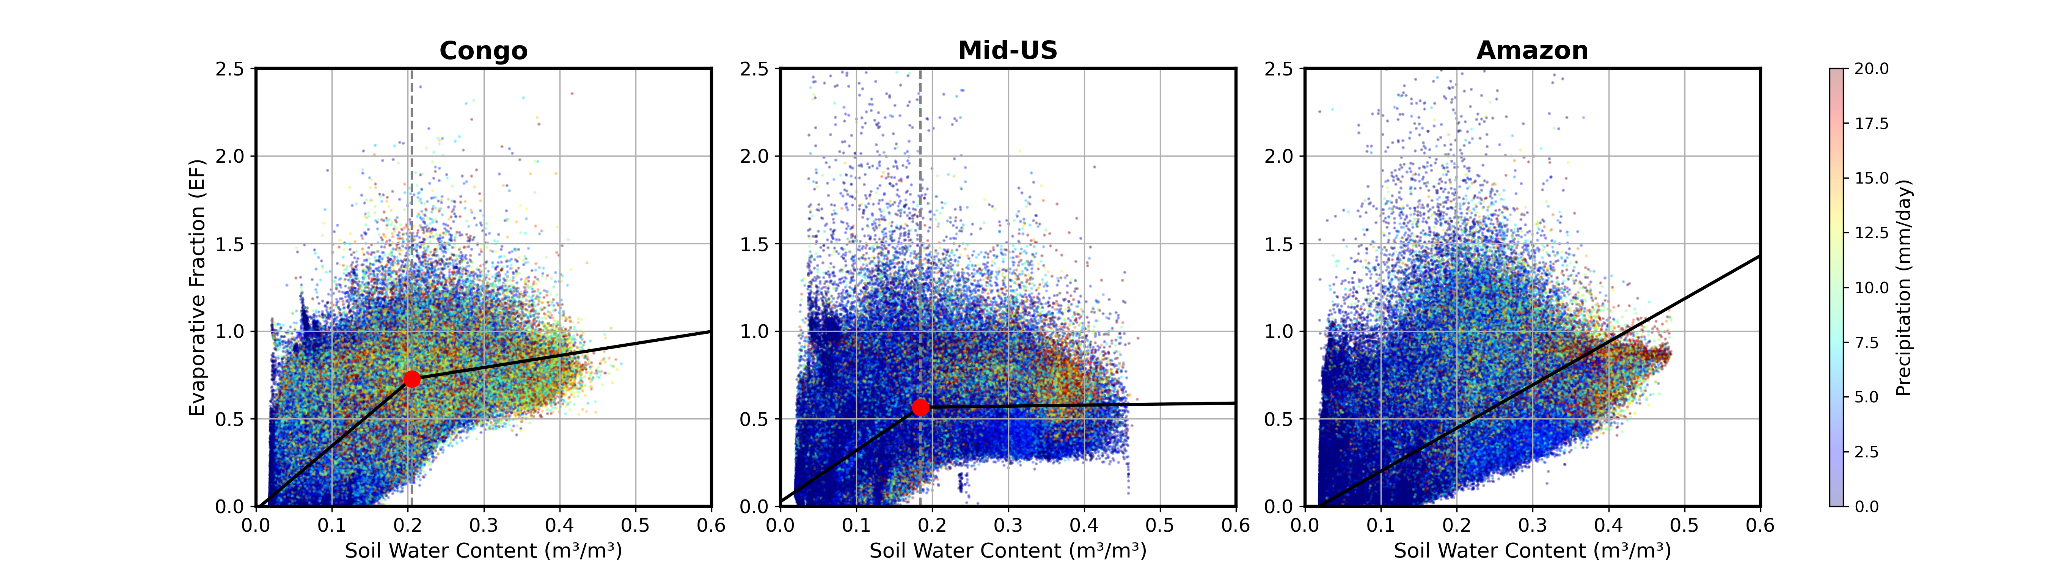 Congo
Mid-US
Amazon
Evaporative Fraction (EF)
2.5
2.0
1.5
1.0
0.5
0.0
0.0 0.1 0.2 0.3 0.4 0.5 0.6
Soil Water Content (m³/m³)
2.5
2.0
1.5
1.0
0.5
0.0
0.0 0.1 0.2 0.3 0.4 0.5 0.6
Soil Water Content (m³/m³)
2.5
2.0
1.5
1.0
0.5
0.0
0.0 0.1 0.2 0.3 0.4 0.5 0.6
Soil Water Content (m³/m³)
20.0
17.5
15.0
12.5
10.0
7.5
5.0
2.5
0.0
Precipitation (mm/day)